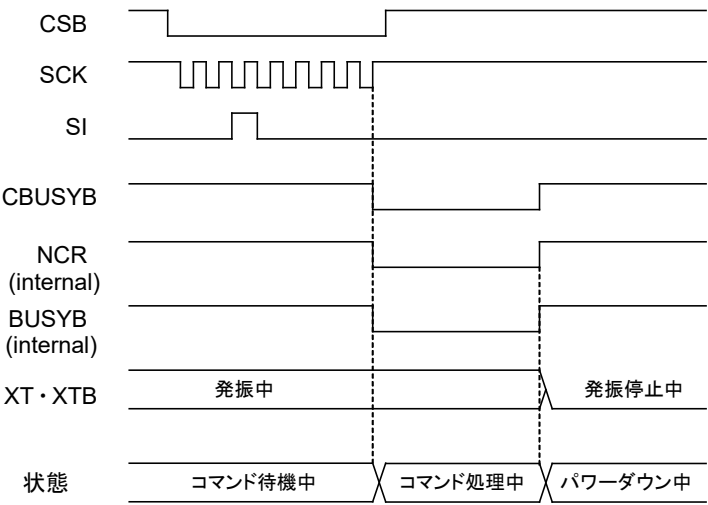 CSB
SCK
SI
CBUSYB
NCR
(internal)
BUSYB
(internal)
XT・XTB
発振中
発振停止中
状態
コマンド待機中
コマンド処理中
パワーダウン中